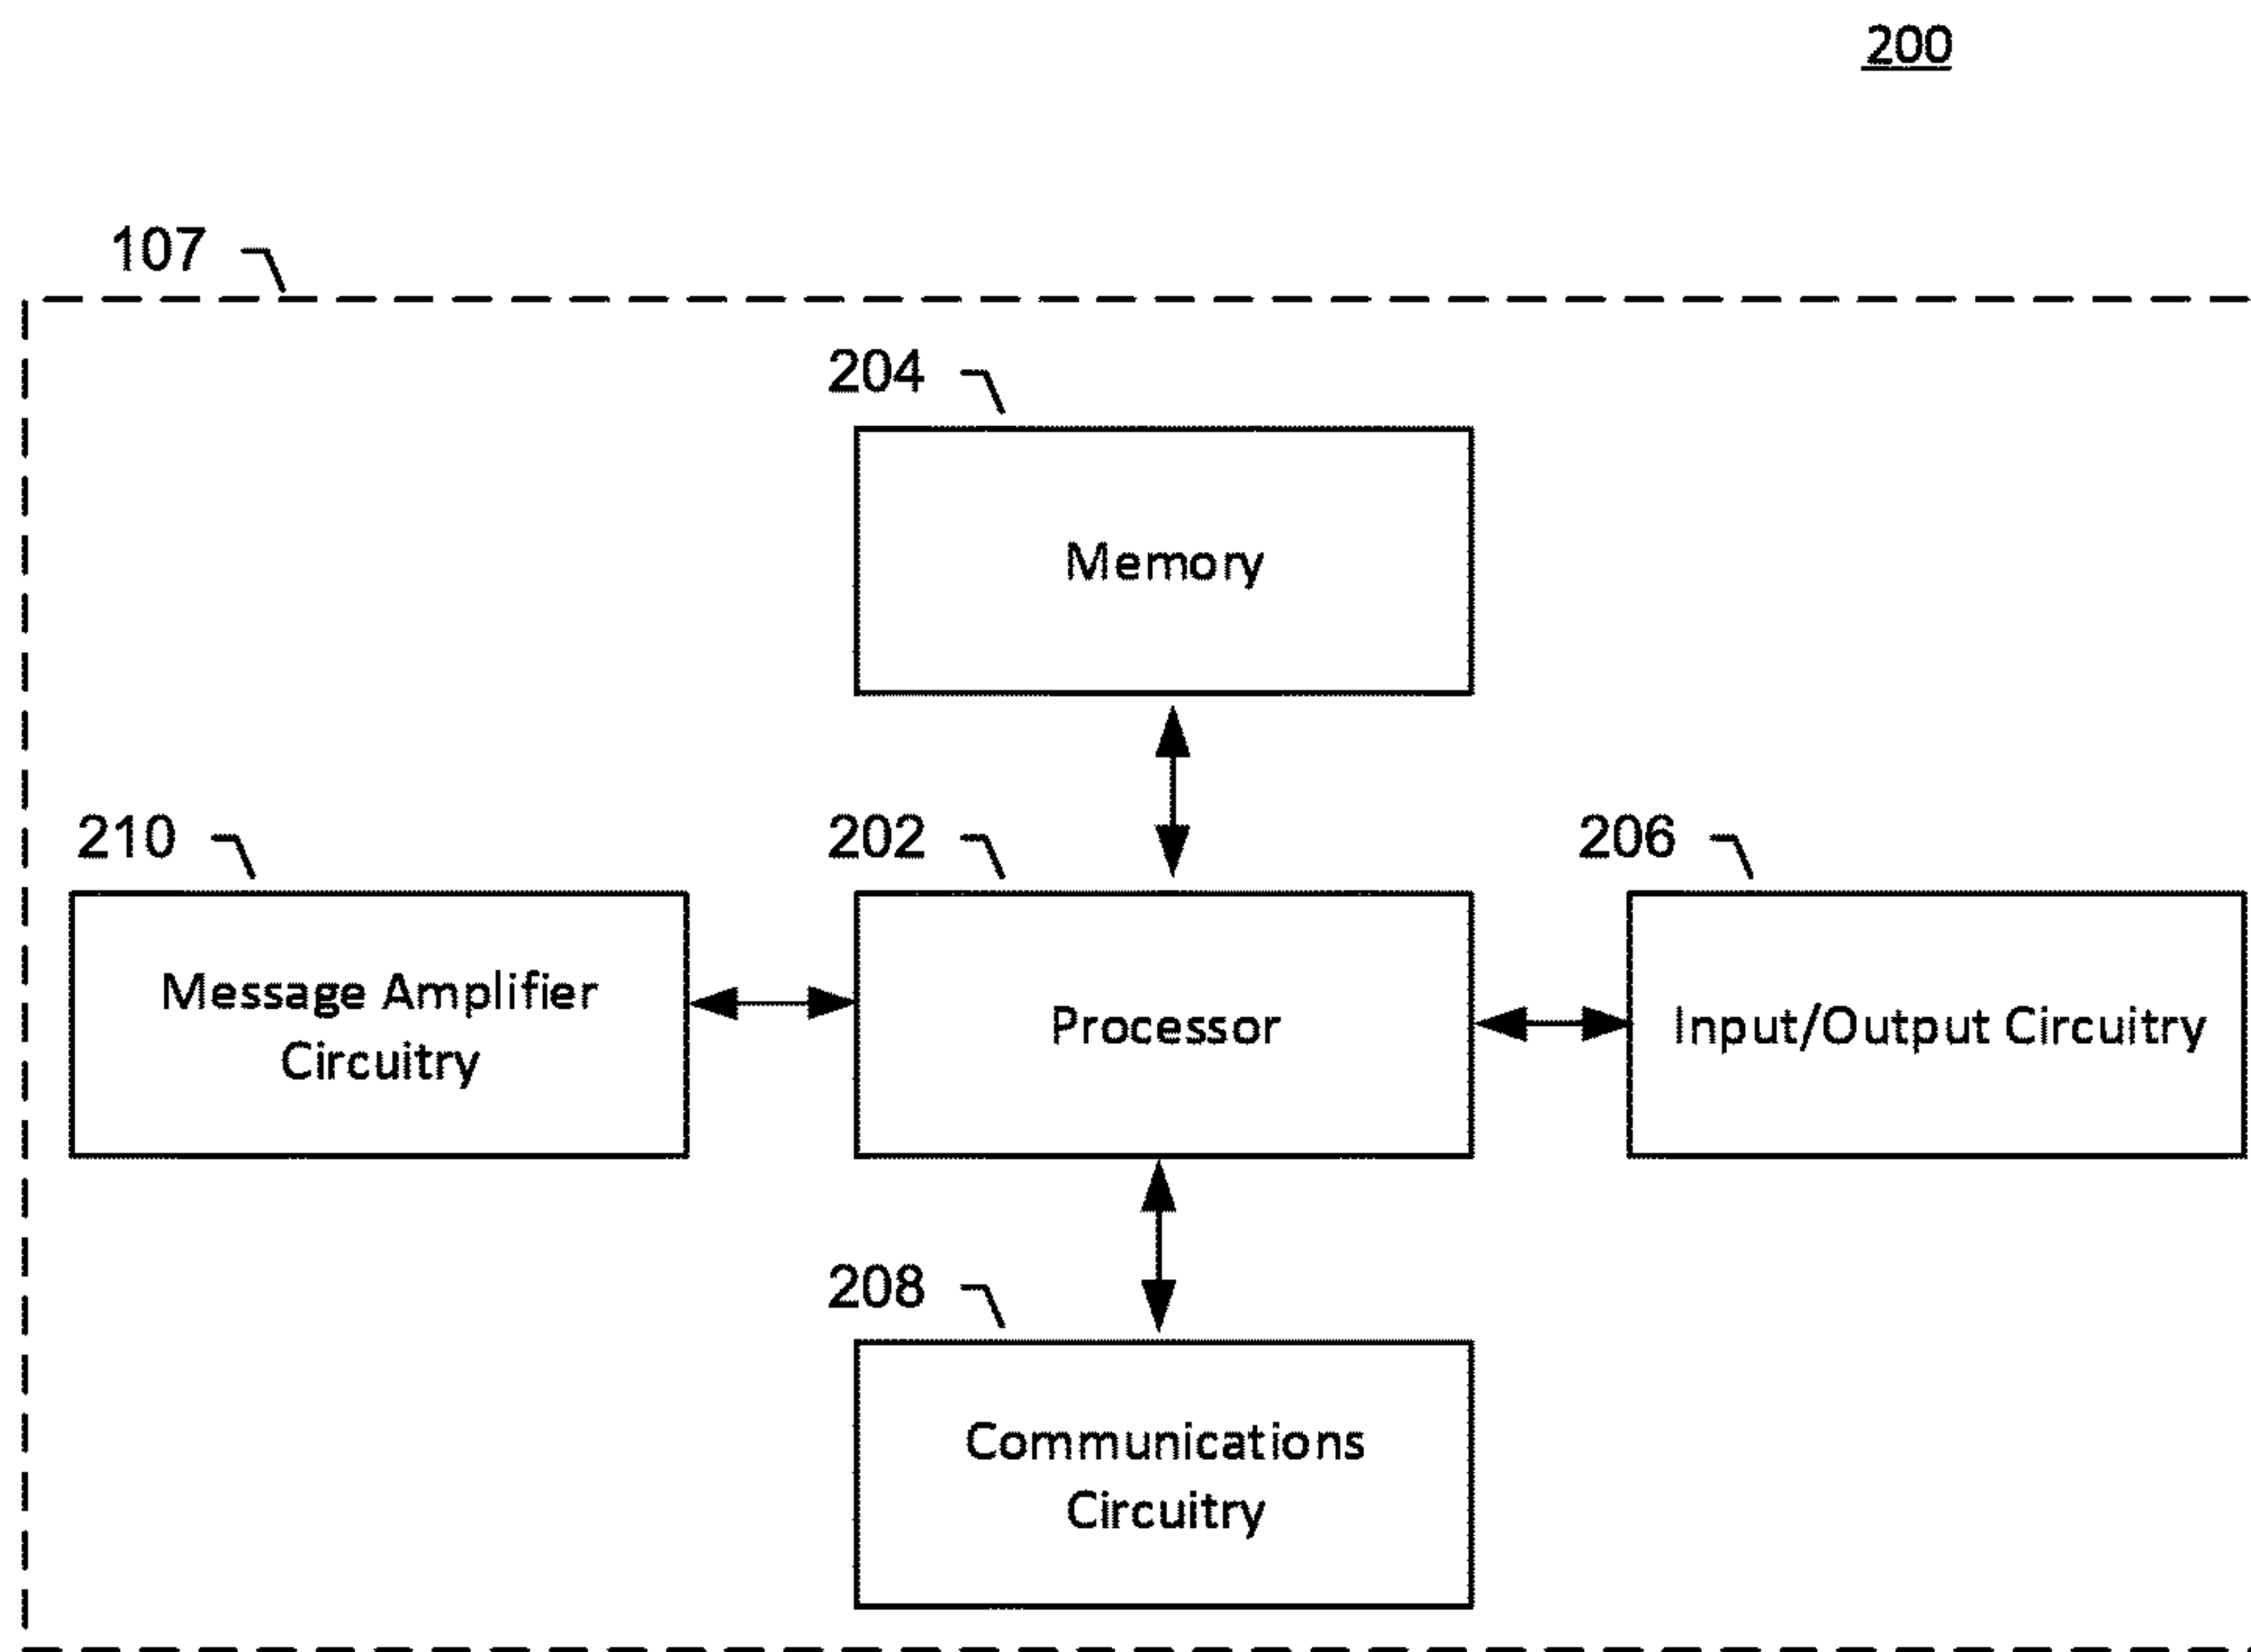 200
107
204
Memory
210
202
206
Message Amplifier
Circuitry
Processor
Input/Output Circuitry
208
Communications
Circuitry